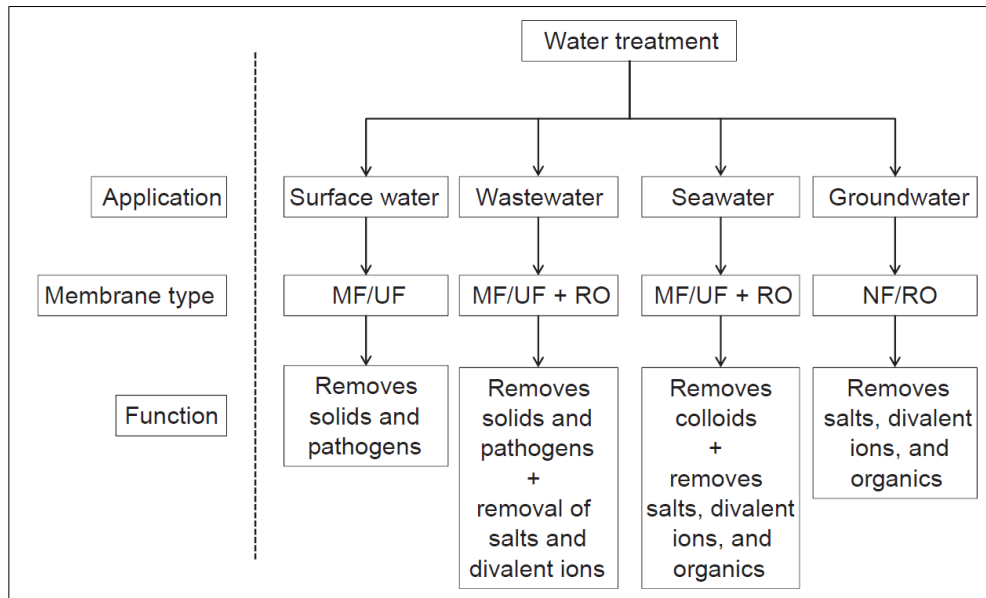 Water treatment
Application
Surface water
Wastewater
Seawater
Groundwater
Membrane type
MF/UF
MF/UF + RO
MF/UF + RO
NF/RO
Function
Removes
solids and
pathogens
Removes
solids and
pathogens
+
removal of
salts and
divalent ions
Removes
colloids
+
removes
salts, divalent
ions, and
organics
Removes
salts, divalent
ions, and
organics